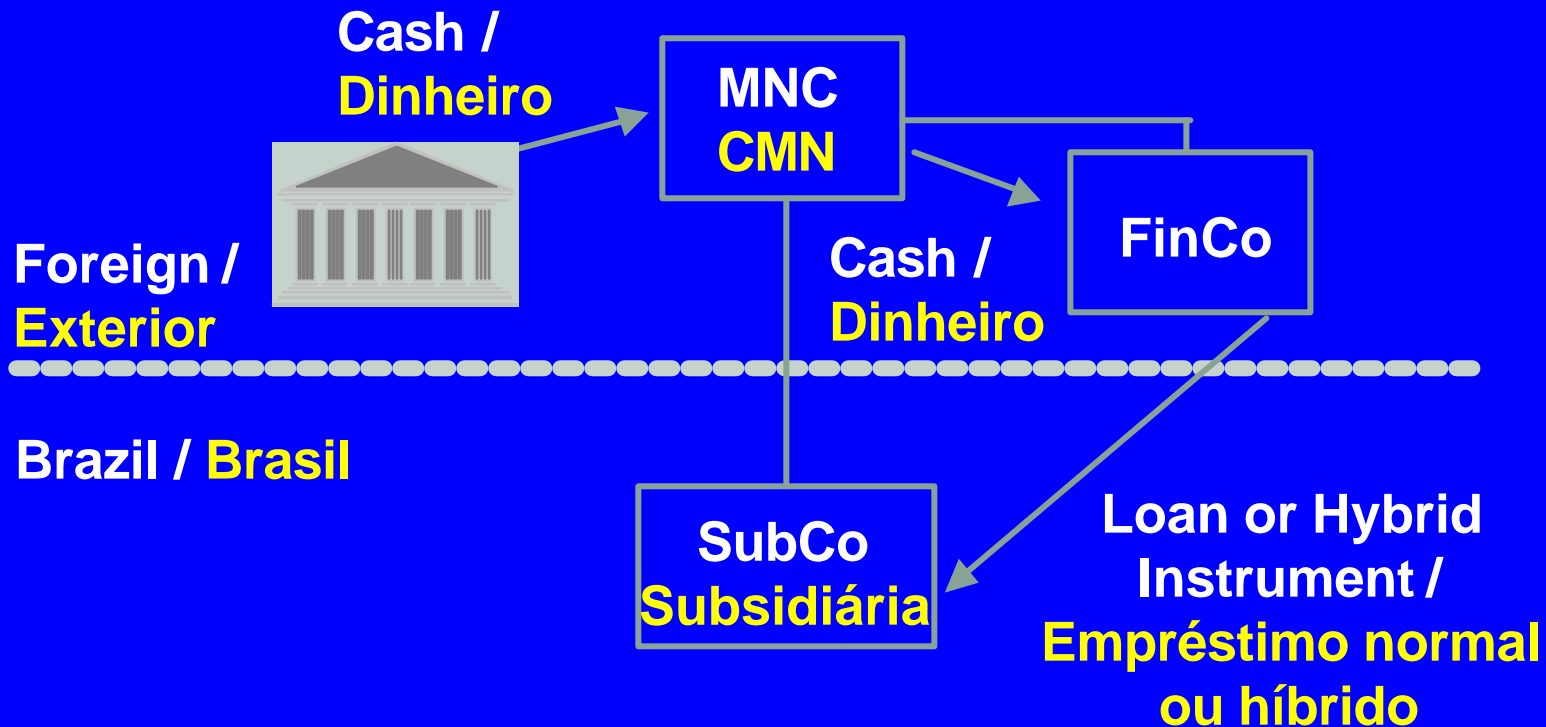 Cash /
Dinheiro
MNC
CMN
FinCo
Foreign /
Exterior
Cash /
Dinheiro
Brazil / Brasil
SubCo
Subsidiária
Loan or Hybrid
Instrument /
Empréstimo normal
ou híbrido